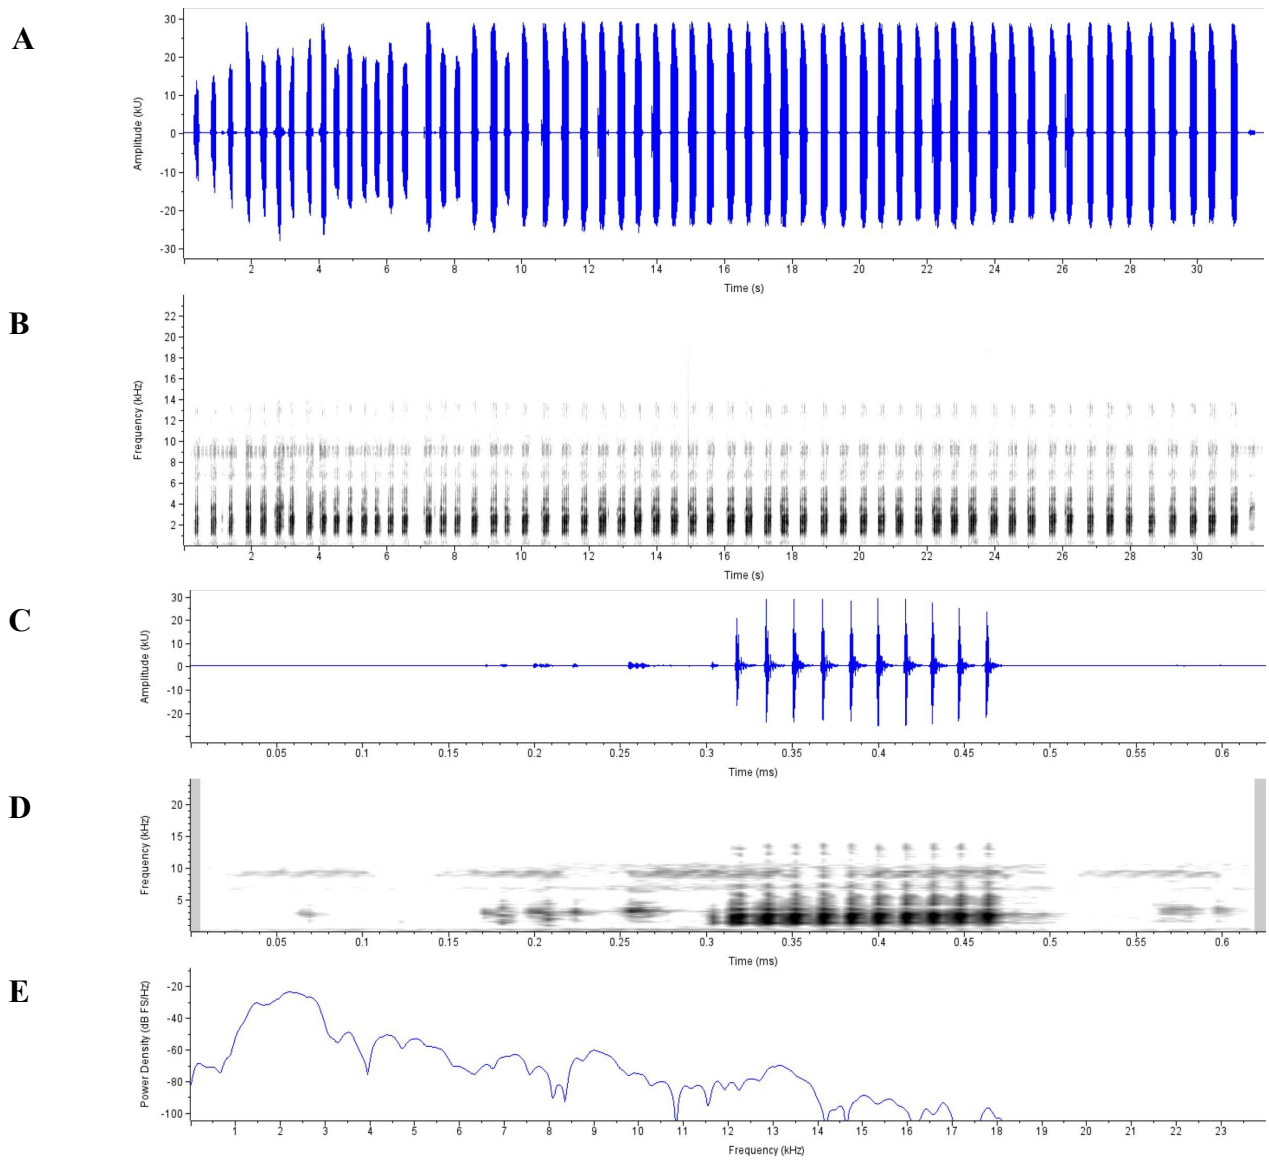 A
Amplitude (kU)
30
20
10
0
-10
-20
-30
2 4 6 8 10 12 14 16 18 20 22 24 26 28 30
Time (s)
B
Frequency (kHz)
22
20
18
16
14
12
10
8
6
4
2
2 4 6 8 10 12 14 16 18 20 22 24 26 28 30
Time (s)
C
Amplitude (kU)
30
20
10
0
-10
-20
0.05 0.1 0.15 0.2 0.25 0.3 0.35 0.4 0.45 0.5 0.55 0.6
Time (ms)
D
Frequency (kHz)
20
15
10
5
0.05 0.1 0.15 0.2 0.25 0.3 0.35 0.4 0.45 0.5 0.55 0.6
Time (ms)
E
Power Density (dB FS/Hz)
-20
-40
-60
-80
-100
1 2 3 4 5 6 7 8 9 10 11 12 13 14 15 16 17 18 19 20 21 22 23
Frequency (kHz)